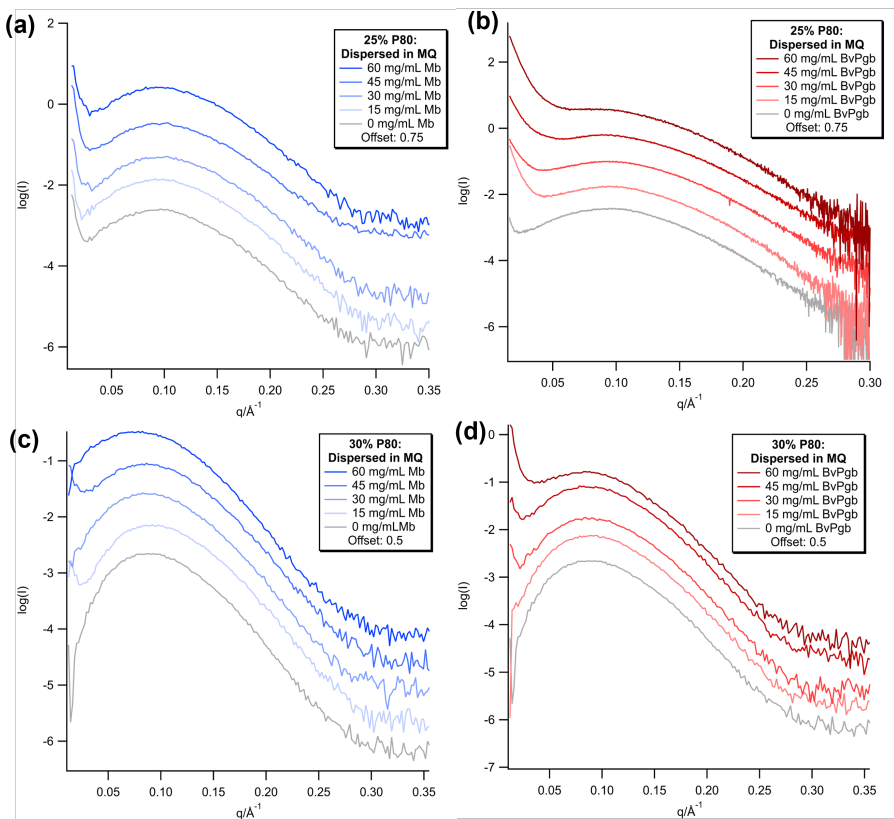 (a)
2
0
-2
-4
-6
log(I)
25% P80:
Dispersed in MQ
60 mg/mL Mb
45 mg/mL Mb
30 mg/mL Mb
15 mg/mL Mb
0 mg/mL Mb
Offset: 0.75
0.05
0.10
0.15
0.20
0.25
0.30
0.35
q/Å⁻¹
(b)
2
0
-2
-4
-6
log(I)
25% P80:
Dispersed in MQ
60 mg/mL BvPgb
45 mg/mL BvPgb
30 mg/mL BvPgb
15 mg/mL BvPgb
0 mg/mL BvPgb
Offset: 0.75
0.05
0.10
0.15
0.20
0.25
0.30
q/Å⁻¹
(c)
-1
-2
-3
-4
-5
-6
log(I)
30% P80:
Dispersed in MQ
60 mg/mL Mb
45 mg/mL Mb
30 mg/mL Mb
15 mg/mL Mb
0 mg/mLMb
Offset: 0.5
0.05
0.10
0.15
0.20
0.25
0.30
0.35
q/Å⁻¹
(d)
0
-1
-2
-3
-4
-5
-6
-7
log(I)
30% P80:
Dispersed in MQ
60 mg/mL BvPgb
45 mg/mL BvPgb
30 mg/mL BvPgb
15 mg/mL BvPgb
0 mg/mL BvPgb
Offset: 0.5
0.05
0.10
0.15
0.20
0.25
0.30
0.35
q/Å⁻¹